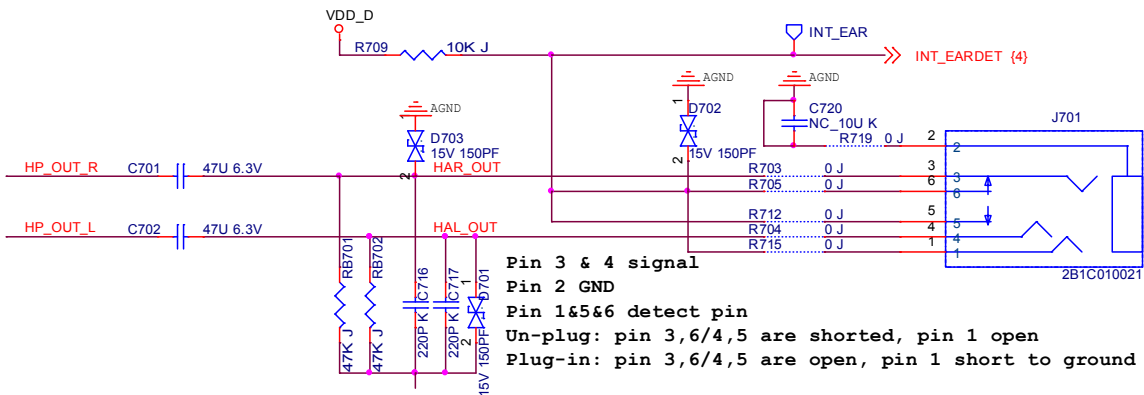 VDD_D
R709 10K J
INT_EAR
INT_EARDET {4}
AGND
AGND
AGND
D702
1
2
15V 150PF
C720
NC_10U K
J701
D703
15V 150PF
2
R719 0 J 2 2
HP_OUT_R C701 47U 6.3V HAR_OUT R703 0 J 3 3
R705 0 J 6 6
R712 0 J 5 5
HP_OUT_L C702 47U 6.3V HAL_OUT R704 0 J 4 4
R715 0 J 1 1
2B1C010021
RB701
47K J
RB702
47K J
C716
220P K
C717
220P K
D701
1
2
15V 150PF
Pin 3 & 4 signal
Pin 2 GND
Pin 1&5&6 detect pin
Un-plug: pin 3,6/4,5 are shorted, pin 1 open
Plug-in: pin 3,6/4,5 are open, pin 1 short to ground